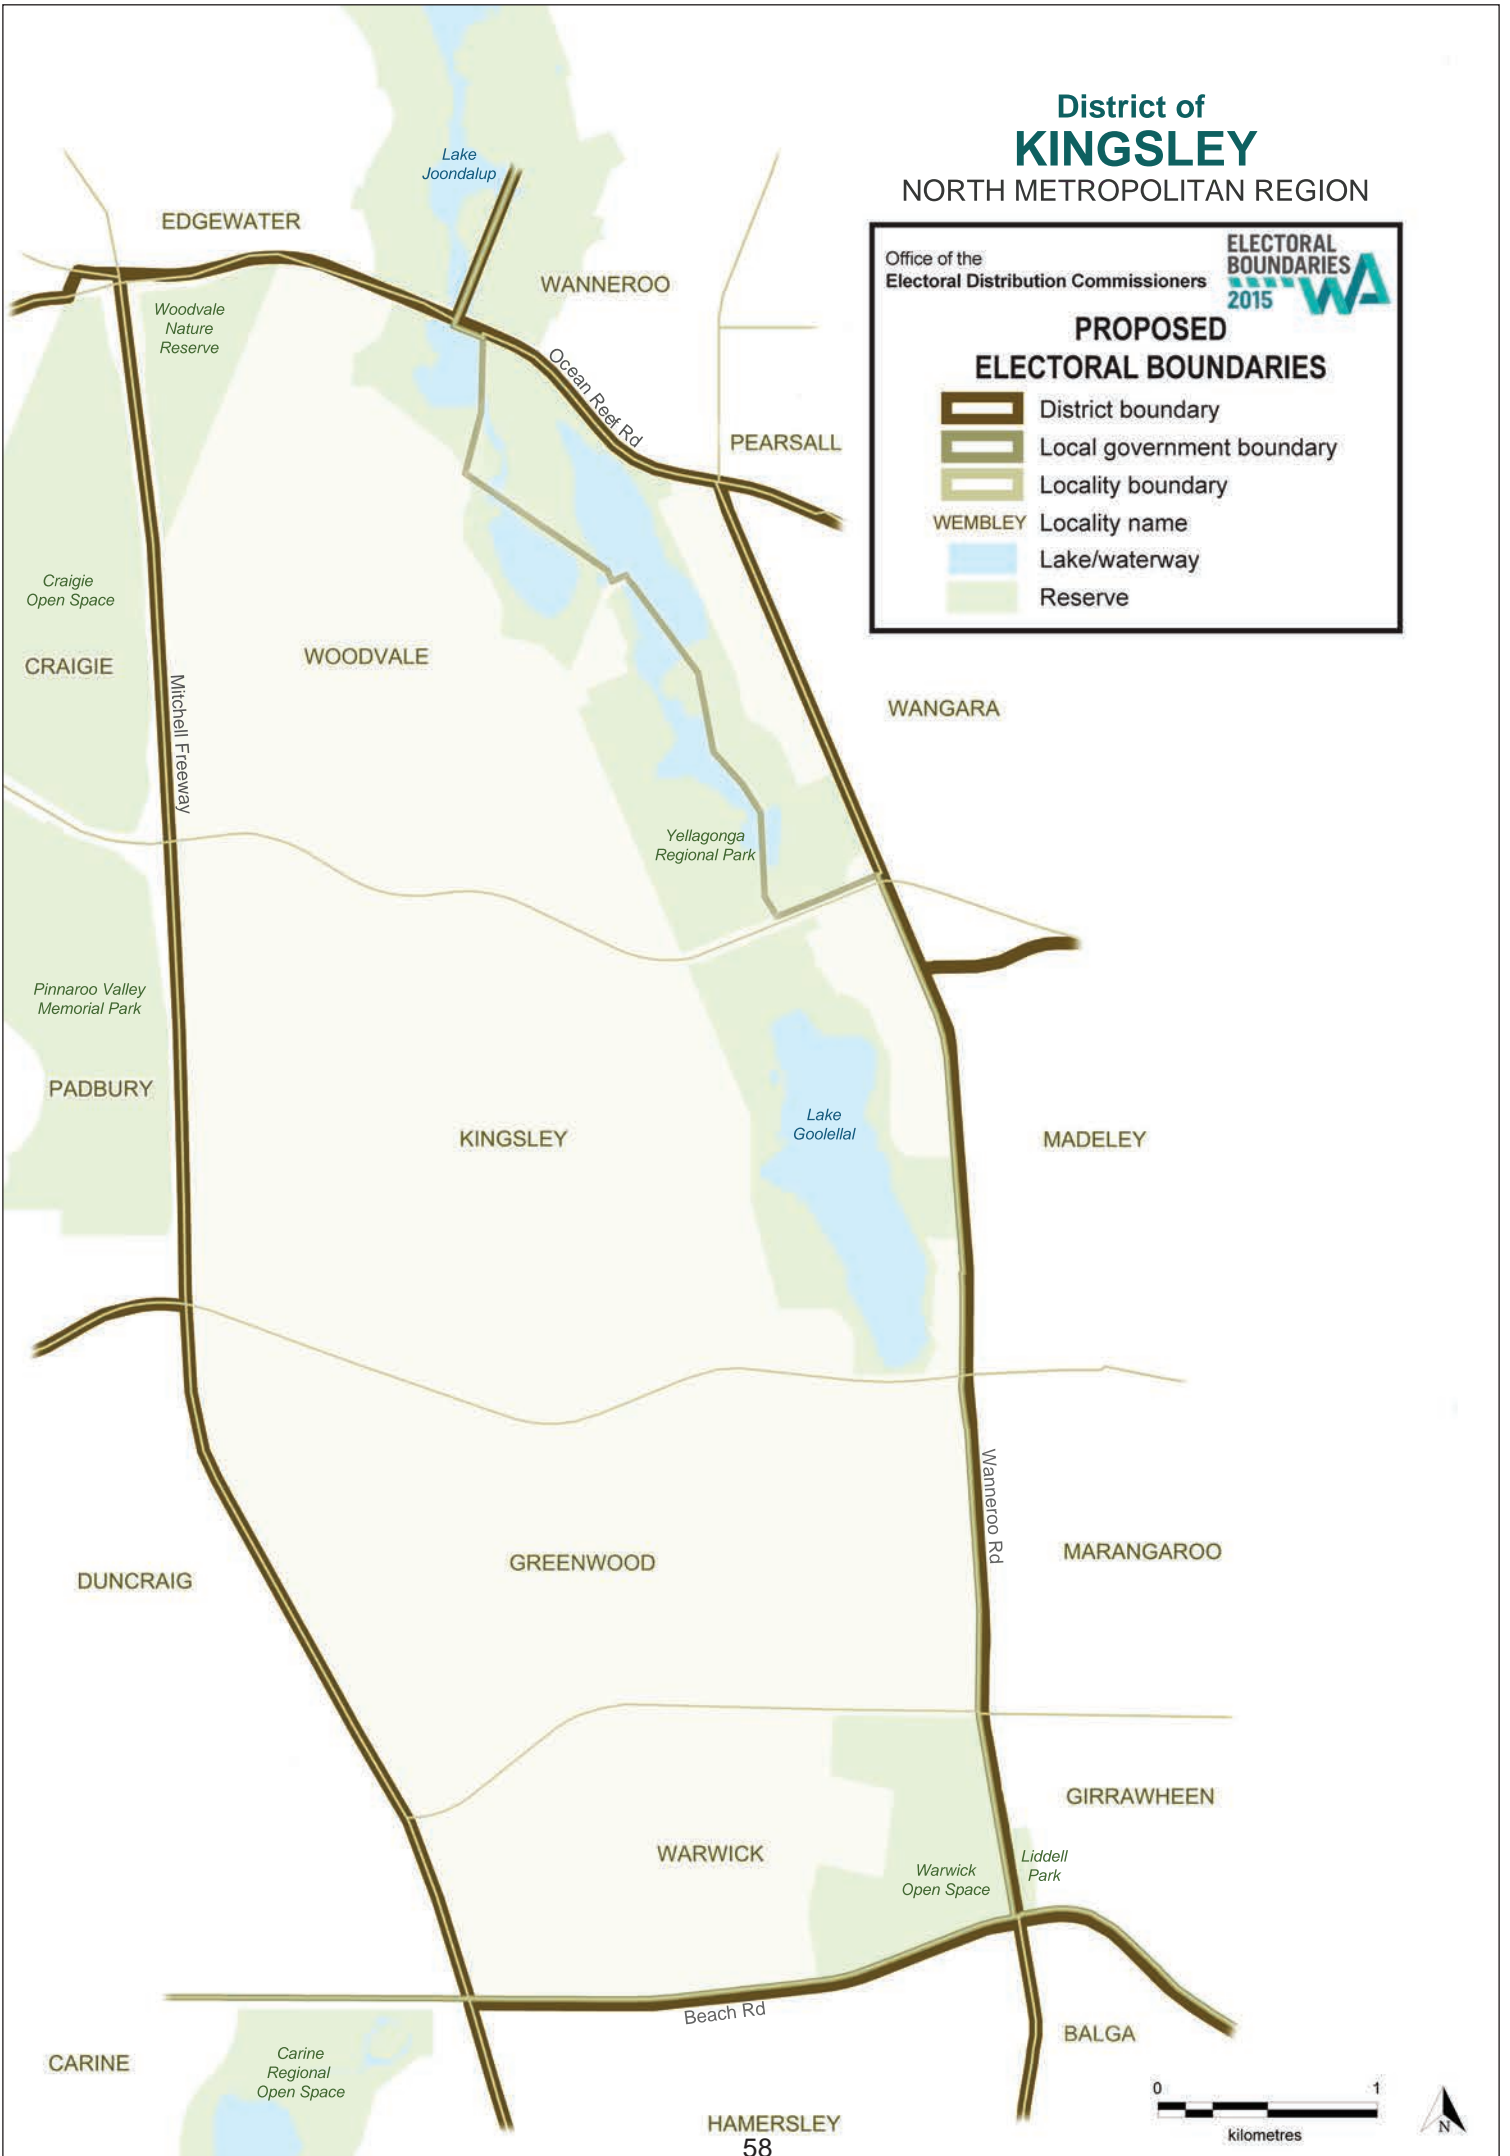 District of
KINGSLEY
NORTH METROPOLITAN REGION
Office of the
Electoral Distribution Commissioners
ELECTORAL
BOUNDARIES
2015
WA
PROPOSED
ELECTORAL BOUNDARIES
District boundary
Local government boundary
Locality boundary
WEMBLEY Locality name
Lake/waterway
Reserve
Lake
Joondalup
EDGEWATER
WANNEROO
Woodvale
Nature
Reserve
Ocean Reef Rd
PEARSALL
Craigie
Open Space
CRAIGIE
WOODVALE
Mitchell Freeway
WANGARA
Yellagonga
Regional Park
Pinnaroo Valley
Memorial Park
PADBURY
KINGSLEY
Lake
Goolellal
MADELEY
Wanneroo Rd
DUNCRAIG
GREENWOOD
MARANGAROO
GIRRAWHEEN
WARWICK
Warwick
Open Space
Liddell
Park
Beach Rd
BALGA
CARINE
Carine
Regional
Open Space
HAMERSLEY
0 1
kilometres
N
58